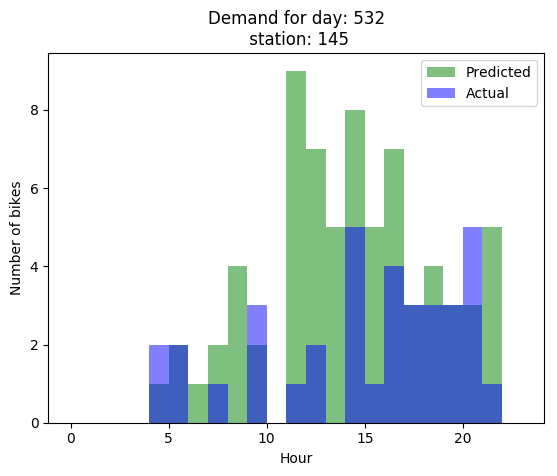 Demand for day: 532
station: 145
Predicted
Actual
Number of bikes
8
6
4
2
0
0 5 10 15 20
Hour